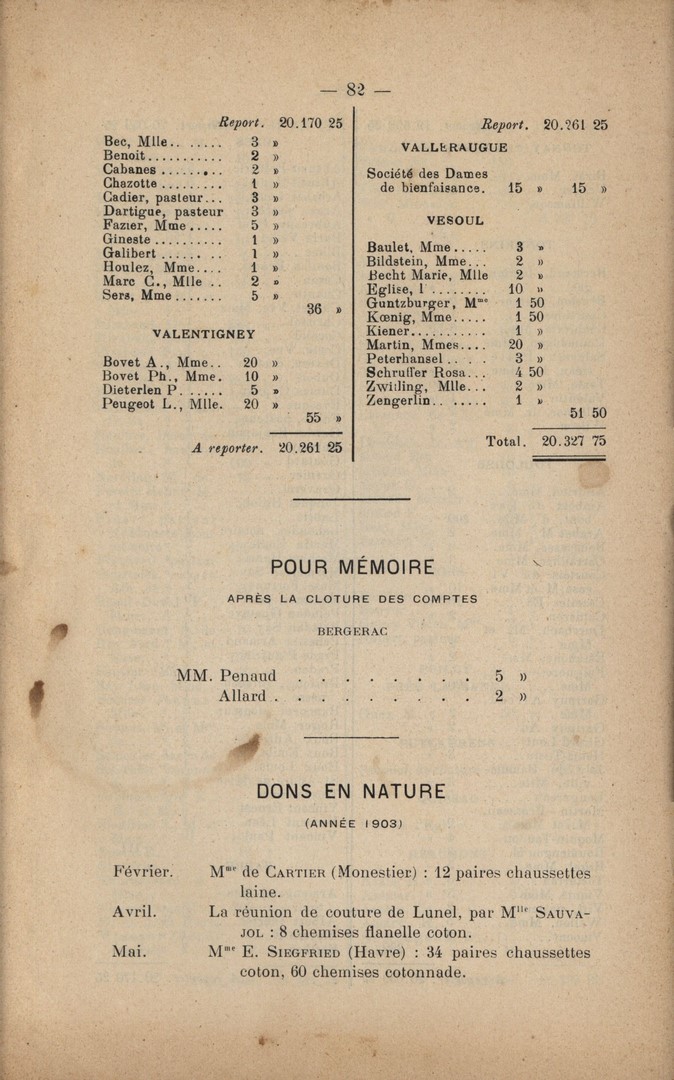 — 82 —
Report. 20.170 25
Bec, Mlle.. ...... 3 »
Benoit........... 2 »
Cabanes ......... 2 »
Chazotte ......... 1 »
Cadier, pasteur... 3 »
Dartigue, pasteur 3 »
Fazier, Mme ..... 5 »
Gineste .......... 1 »
Galibert ......... 1 »
Houlez, Mme.... 1 »
Marc C., Mlle .. 2 »
Sers, Mme ....... 5 »
36 »
VALENTIGNEY
Bovet A., Mme.. 20 »
Bovet Ph., Mme. 10 »
Dieterlen P. ...... 5 »
Peugeot L., Mlle. 20 »
55 »
A reporter. 20.261 25
Report. 20.261 25
VALLERAUGUE
Société des Dames
de bienfaisance. 15 » 15 »
VESOUL
Baulet, Mme ..... 3 »
Bildstein, Mme... 2 »
Becht Marie, Mlle 2 »
Eglise, l' ........ 10 »
Guntzburger, Mme 1 50
Kœnig, Mme..... 1 50
Kiener........... 1 »
Martin, Mmes.... 20 »
Peterhansel .. . . 3 »
Schruffer Rosa... 4 50
Zwilling, Mlle... 2 »
Zengerlin.. ..... 1 »
51 50
Total. 20.327 75
POUR MÉMOIRE
APRÈS LA CLOTURE DES COMPTES
BERGERAC
MM. Penaud . . . . . . . . 5 »
Allard . . . . . . . . . 2 »
DONS EN NATURE
(ANNÉE 1903)
Février. Mme de CARTIER (Monestier) : 12 paires chaussettes
laine.
Avril. La réunion de couture de Lunel, par Mlle SAUVA-
JOL : 8 chemises flanelle coton.
Mai. Mme E. SIEGFRIED (Havre) : 34 paires chaussettes
coton, 60 chemises cotonnade.